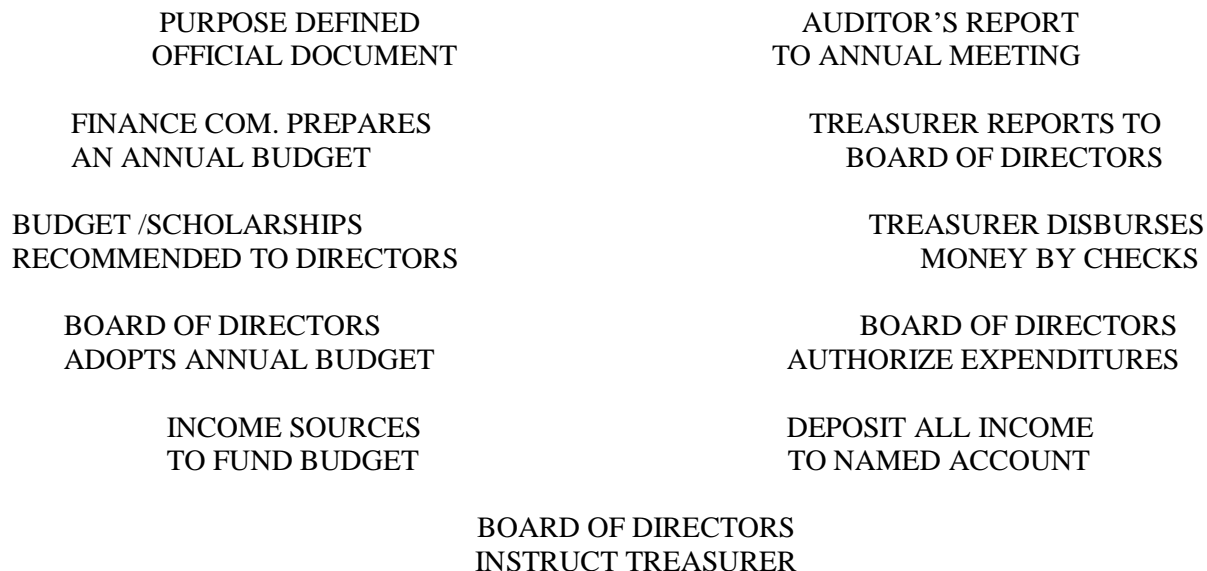 PURPOSE DEFINED
OFFICIAL DOCUMENT
AUDITOR’S REPORT
TO ANNUAL MEETING
FINANCE COM. PREPARES
AN ANNUAL BUDGET
TREASURER REPORTS TO
BOARD OF DIRECTORS
BUDGET /SCHOLARSHIPS
RECOMMENDED TO DIRECTORS
TREASURER DISBURSES
MONEY BY CHECKS
BOARD OF DIRECTORS
ADOPTS ANNUAL BUDGET
BOARD OF DIRECTORS
AUTHORIZE EXPENDITURES
INCOME SOURCES
TO FUND BUDGET
DEPOSIT ALL INCOME
TO NAMED ACCOUNT
BOARD OF DIRECTORS
INSTRUCT TREASURER